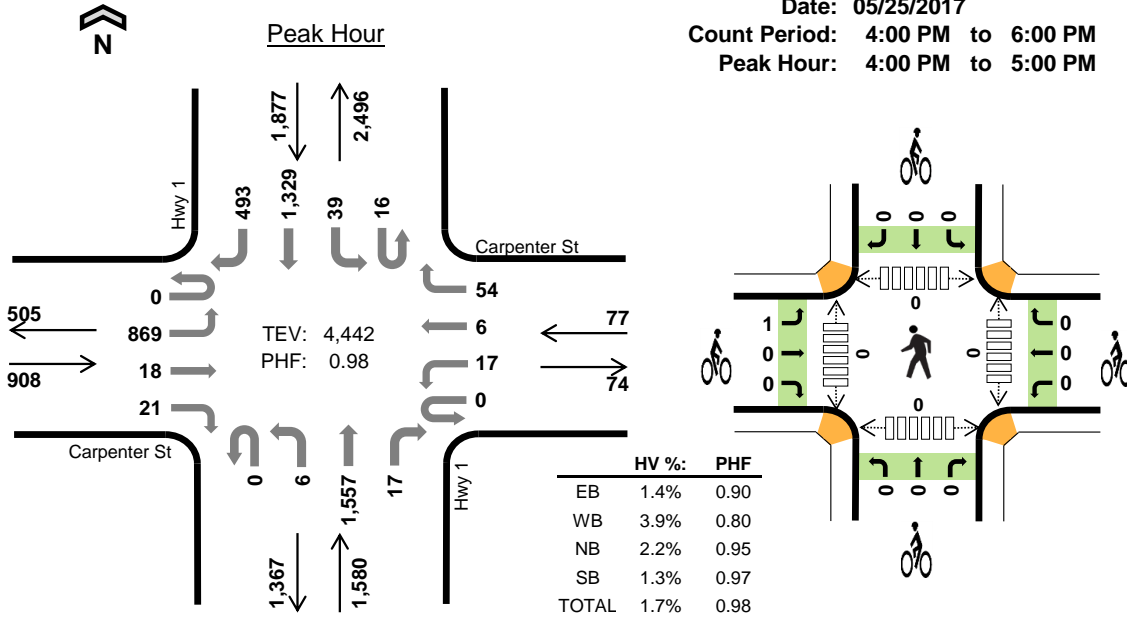 Date: 05/25/2017
Count Period: 4:00 PM to 6:00 PM
Peak Hour: 4:00 PM to 5:00 PM
N
Peak Hour
1,877
2,496
Hwy 1
493
1,329
39
16
Carpenter St
0
869
18
21
505
908
TEV: 4,442
PHF: 0.98
54
6
17
0
77
74
Carpenter St
0
6
1,557
17
Hwy 1
1,367
1,580
HV %: PHF
EB 1.4% 0.90
WB 3.9% 0.80
NB 2.2% 0.95
SB 1.3% 0.97
TOTAL 1.7% 0.98
0 0 0
0
1
0
0
0
0
0
0
0
0
0 0 0